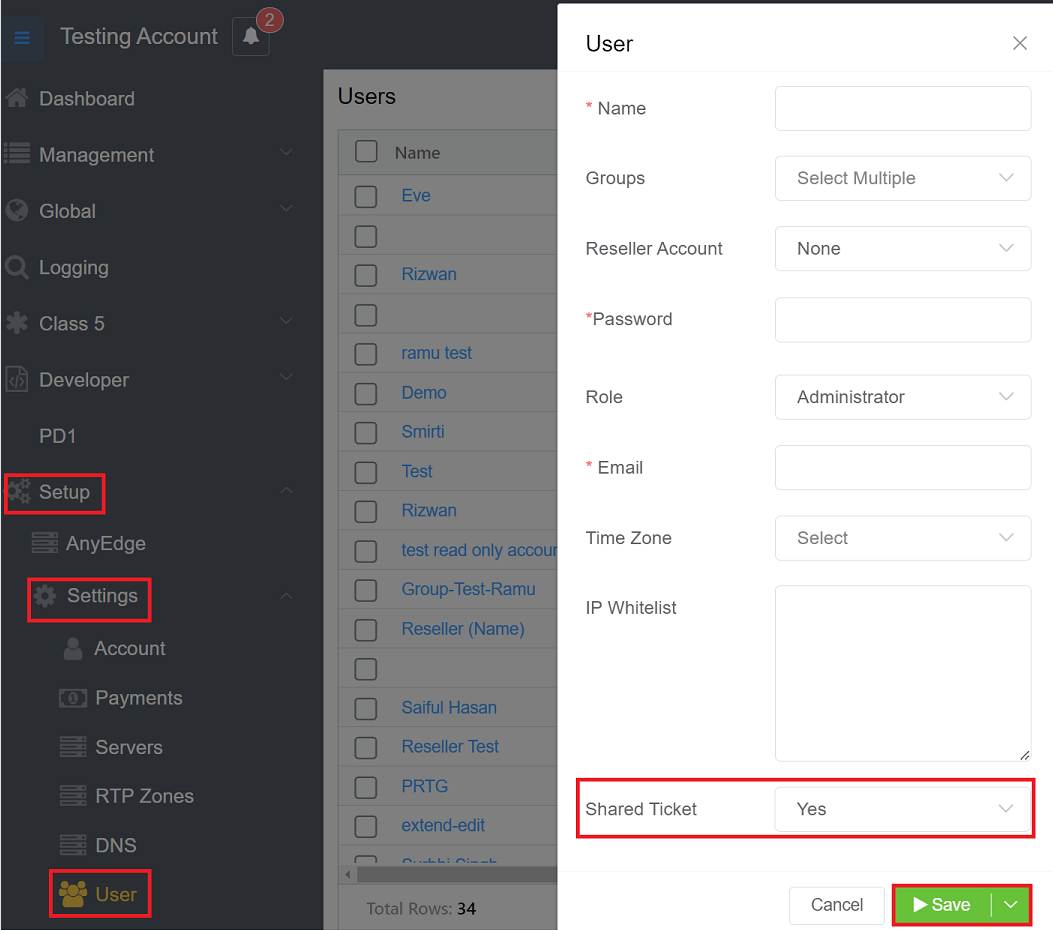 Testing Account
2
Dashboard
Management
Global
Logging
Class 5
Developer
PD1
Setup
AnyEdge
Settings
Account
Payments
Servers
RTP Zones
DNS
User
Users
Name
Eve
Rizwan
ramu test
Demo
Smirti
Test
Rizwan
test read only accour
Group-Test-Ramu
Reseller (Name)
Saiful Hasan
Reseller Test
PRTG
extend-edit
Total Rows: 34
User
* Name
Groups Select Multiple
Reseller Account None
*Password
Role Administrator
* Email
Time Zone Select
IP Whitelist
Shared Ticket Yes
Cancel Save